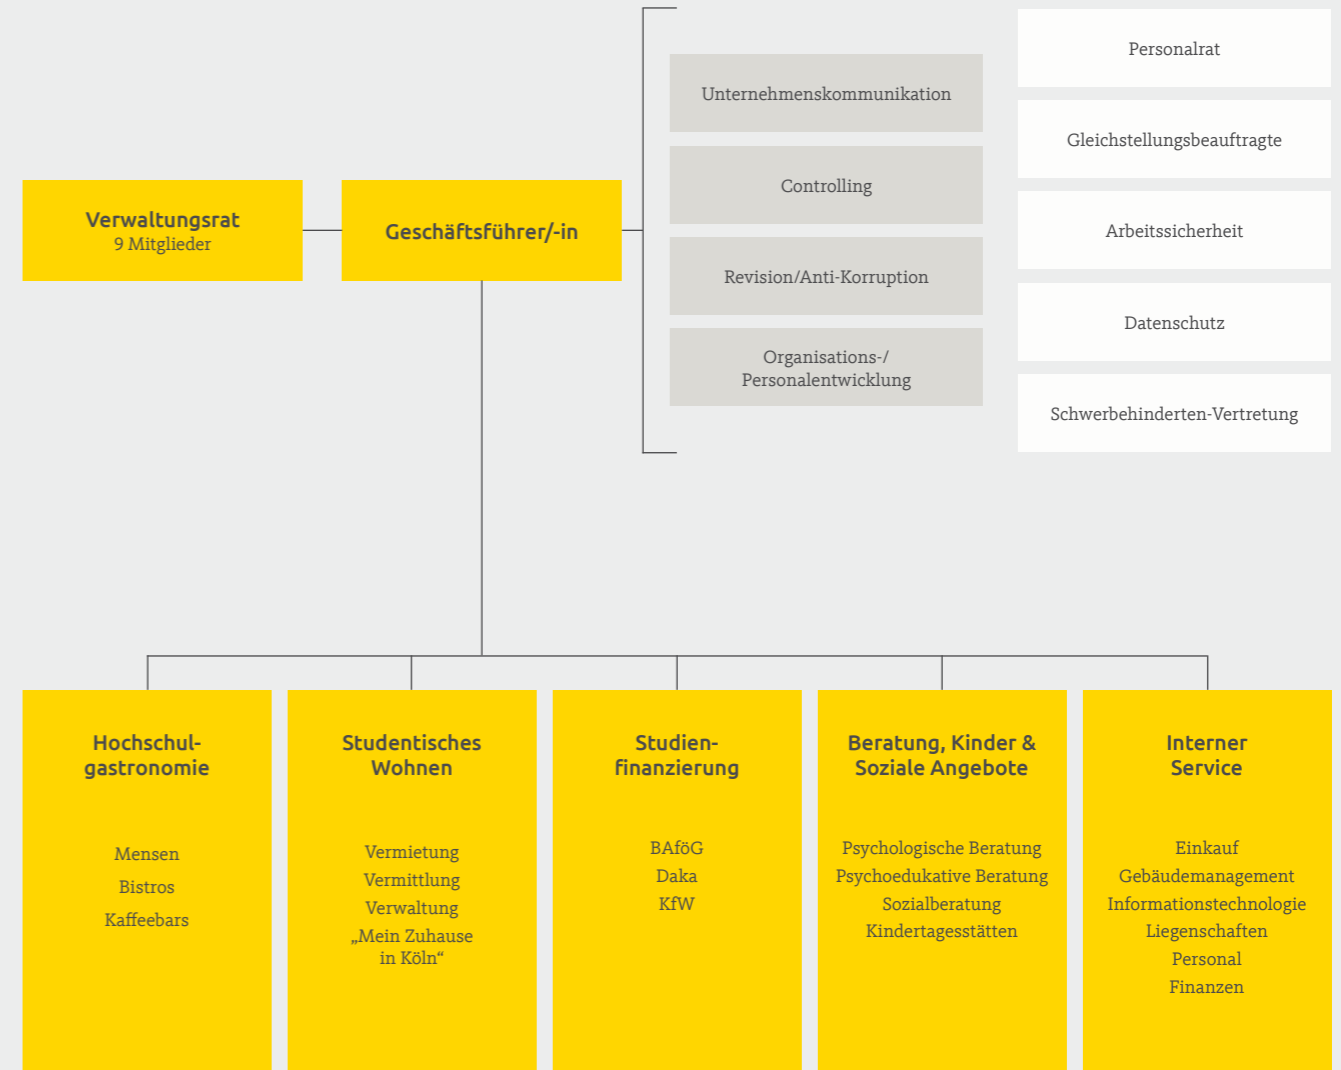 Verwaltungsrat
9 Mitglieder
Geschäftsführer/-in
Unternehmenskommunikation
Controlling
Revision/Anti-Korruption
Organisations-/
Personalentwicklung
Personalrat
Gleichstellungsbeauftragte
Arbeitssicherheit
Datenschutz
Schwerbehinderten-Vertretung
Hochschul-
gastronomie
Mensen
Bistros
Kaffeebars
Studentisches
Wohnen
Vermietung
Vermittlung
Verwaltung
„Mein Zuhause
in Köln“
Studien-
finanzierung
BAföG
Daka
KfW
Beratung, Kinder &
Soziale Angebote
Psychologische Beratung
Psychoedukative Beratung
Sozialberatung
Kindertagesstätten
Interner
Service
Einkauf
Gebäudemanagement
Informationstechnologie
Liegenschaften
Personal
Finanzen